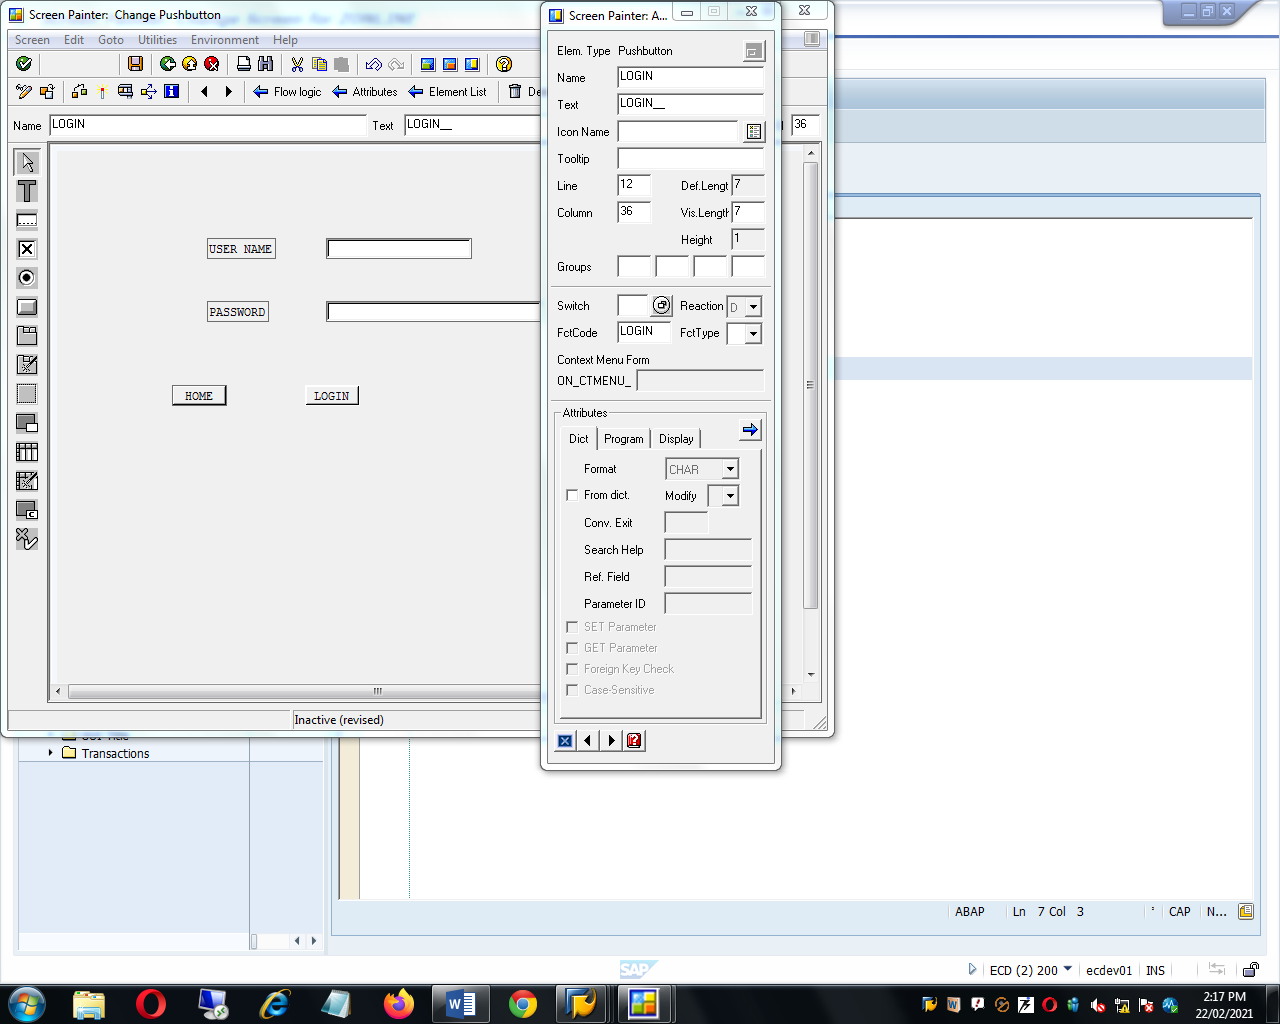 Screen Painter:  Change Pushbutton
Screen Edit Goto Utilities Environment Help
Flow logic Attributes Element List De
Name LOGIN Text LOGIN__ 36
USER NAME
PASSWORD
HOME LOGIN
Inactive (revised)
Screen Painter: A...
Elem. Type Pushbutton
Name LOGIN
Text LOGIN__
Icon Name
Tooltip
Line 12 Def.Lengt 7
Column 36 Vis.Length 7
Height 1
Groups
Switch Reaction D
FctCode LOGIN FctType
Context Menu Form
ON_CTMENU_
Attributes
Dict Program Display
Format CHAR
From dict. Modify
Conv. Exit
Search Help
Ref. Field
Parameter ID
SET Parameter
GET Parameter
Foreign Key Check
Case-Sensitive
Transactions
ABAP Ln 7 Col 3 * CAP N...
SAP
ECD (2) 200 ecdev01 INS
2:17 PM
22/02/2021